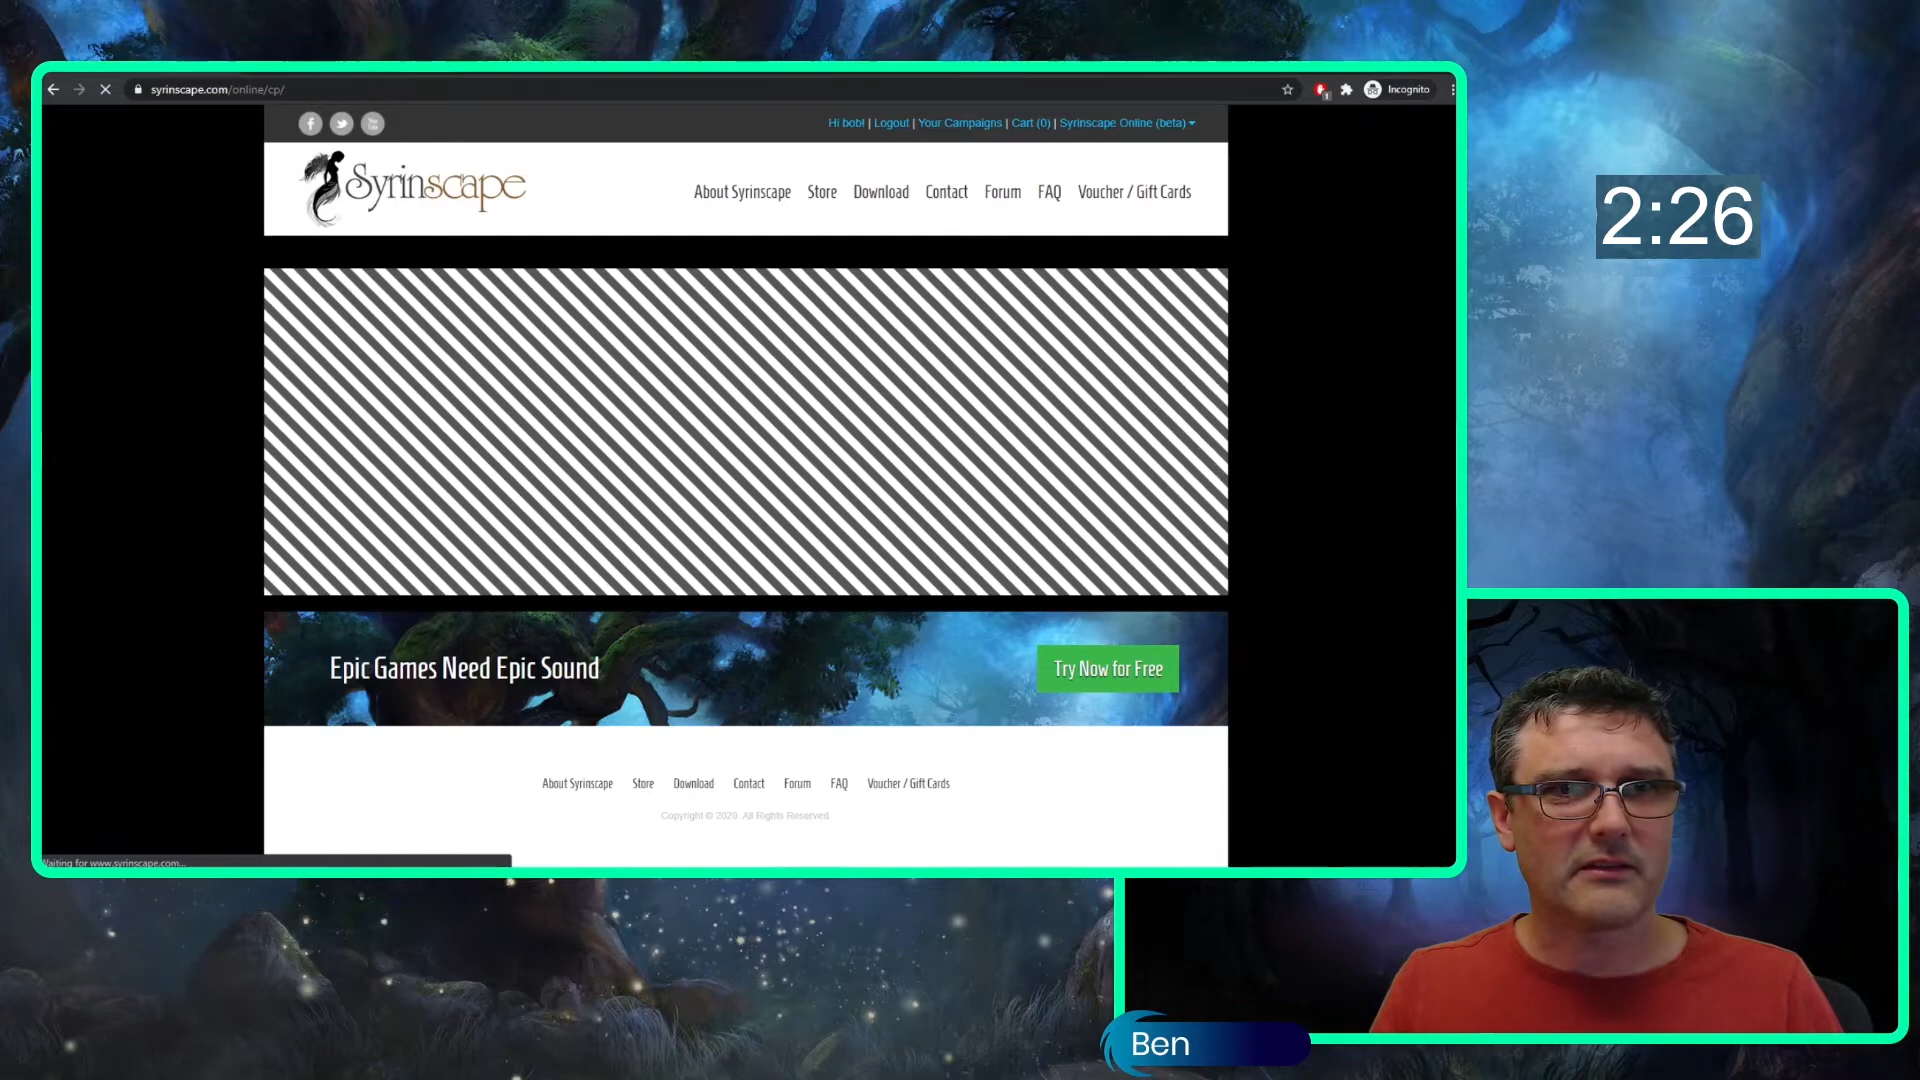 syrinscape.com/online/cp/
Incognito
Hi bob! | Logout | Your Campaigns | Cart (0) | Syrinscape Online (beta)
Syrinscape
About Syrinscape Store Download Contact Forum FAQ Voucher / Gift Cards
2:26
Epic Games Need Epic Sound
Try Now for Free
About Syrinscape Store Download Contact Forum FAQ Voucher / Gift Cards
Copyright © 2020. All Rights Reserved.
Waiting for www.syrinscape.com...
Ben